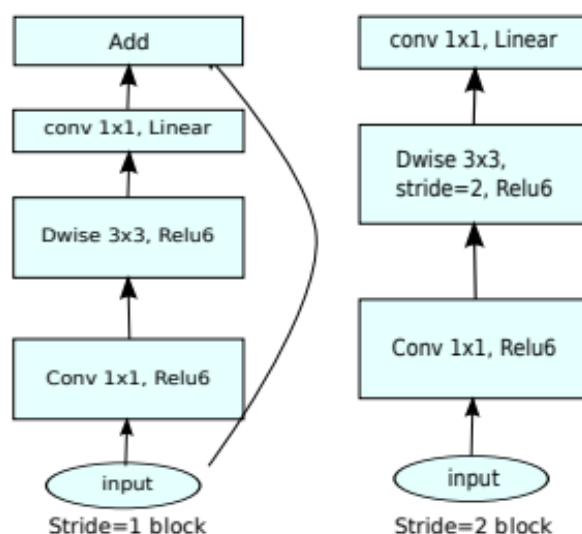 Add
conv 1x1, Linear
Dwise 3x3, Relu6
Conv 1x1, Relu6
input
Stride=1 block
conv 1x1, Linear
Dwise 3x3,
stride=2, Relu6
Conv 1x1, Relu6
input
Stride=2 block